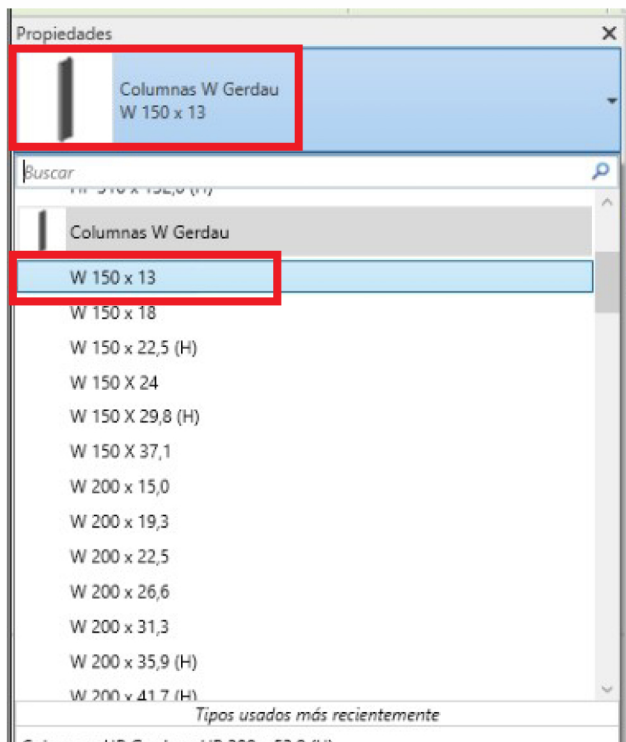 Propiedades
Columnas W Gerdau
W 150 x 13
Buscar
Columnas W Gerdau
W 150 x 13
W 150 x 18
W 150 x 22,5 (H)
W 150 X 24
W 150 X 29,8 (H)
W 150 X 37,1
W 200 x 15,0
W 200 x 19,3
W 200 x 22,5
W 200 x 26,6
W 200 x 31,3
W 200 x 35,9 (H)
W 200 x 41,7 (H)
Tipos usados más recientemente